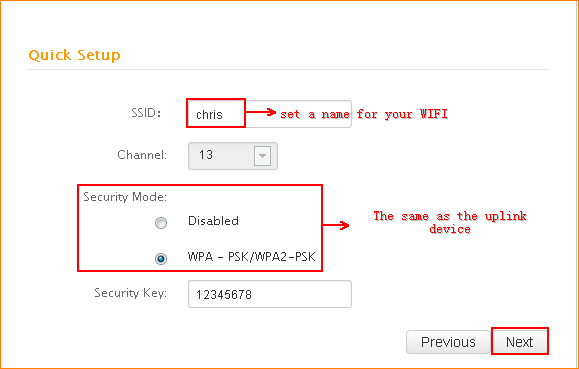 Quick Setup
SSID: chris set a name for your WIFI
Channel: 13
Security Mode:
Disabled
The same as the uplink
device
WPA - PSK/WPA2-PSK
Security Key: 12345678
Previous Next